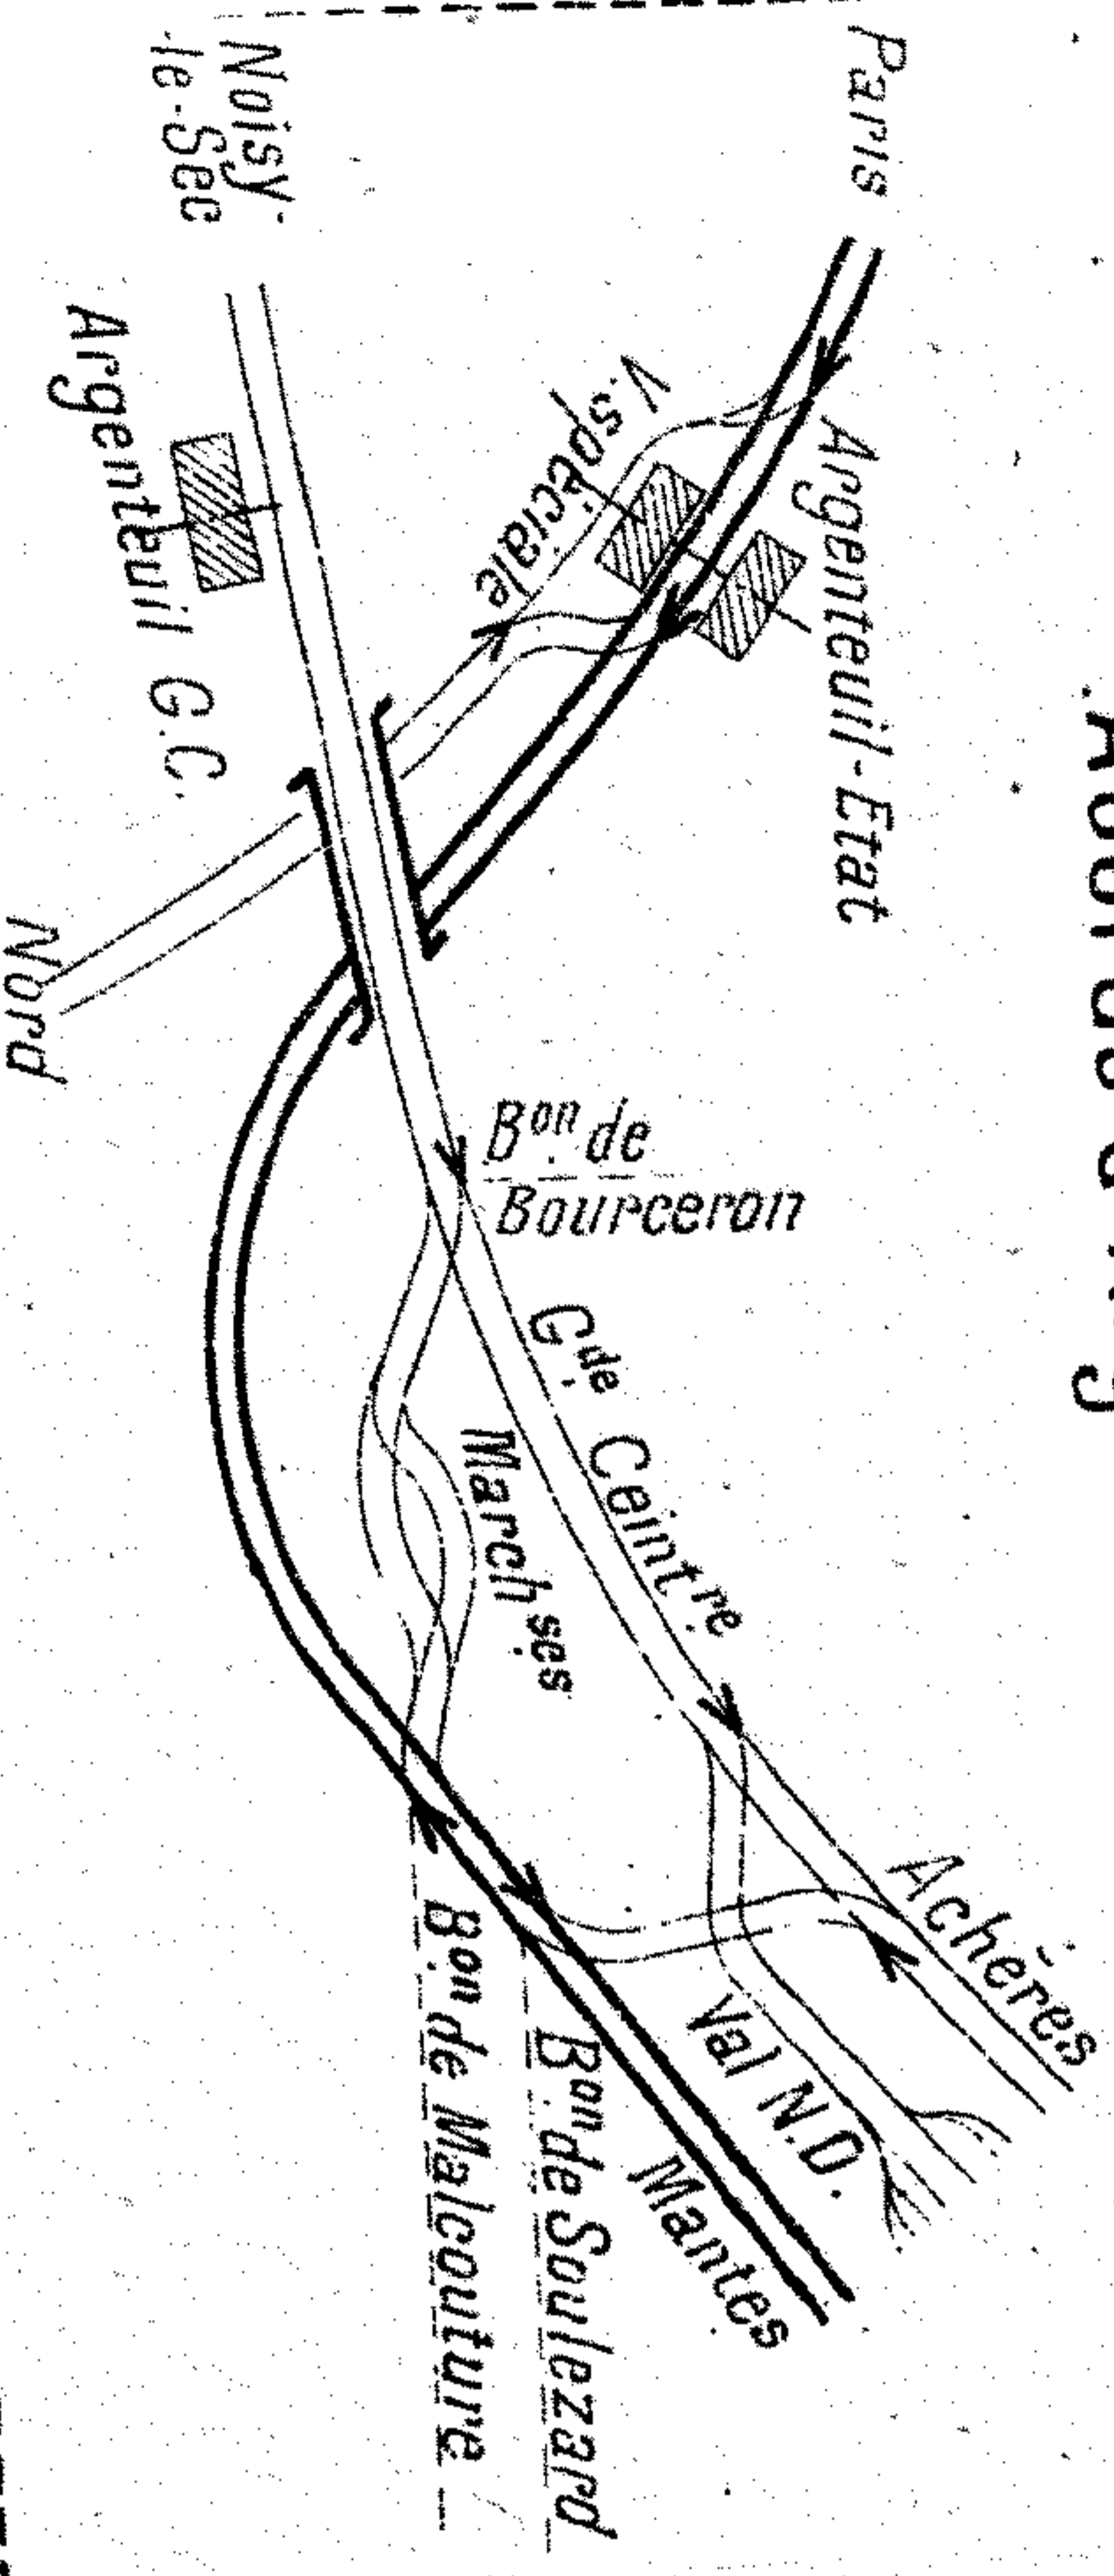 Paris
Noisy-
le-Sec
Argenteuil-Etat
V. spéciale
Argenteuil G.C.
Nord
Bon de
Bourceron
Gde Ceintre
Marchses
Achères
Val N.D.
Mantes
Bon de Soulezard
Bon de Malcouture